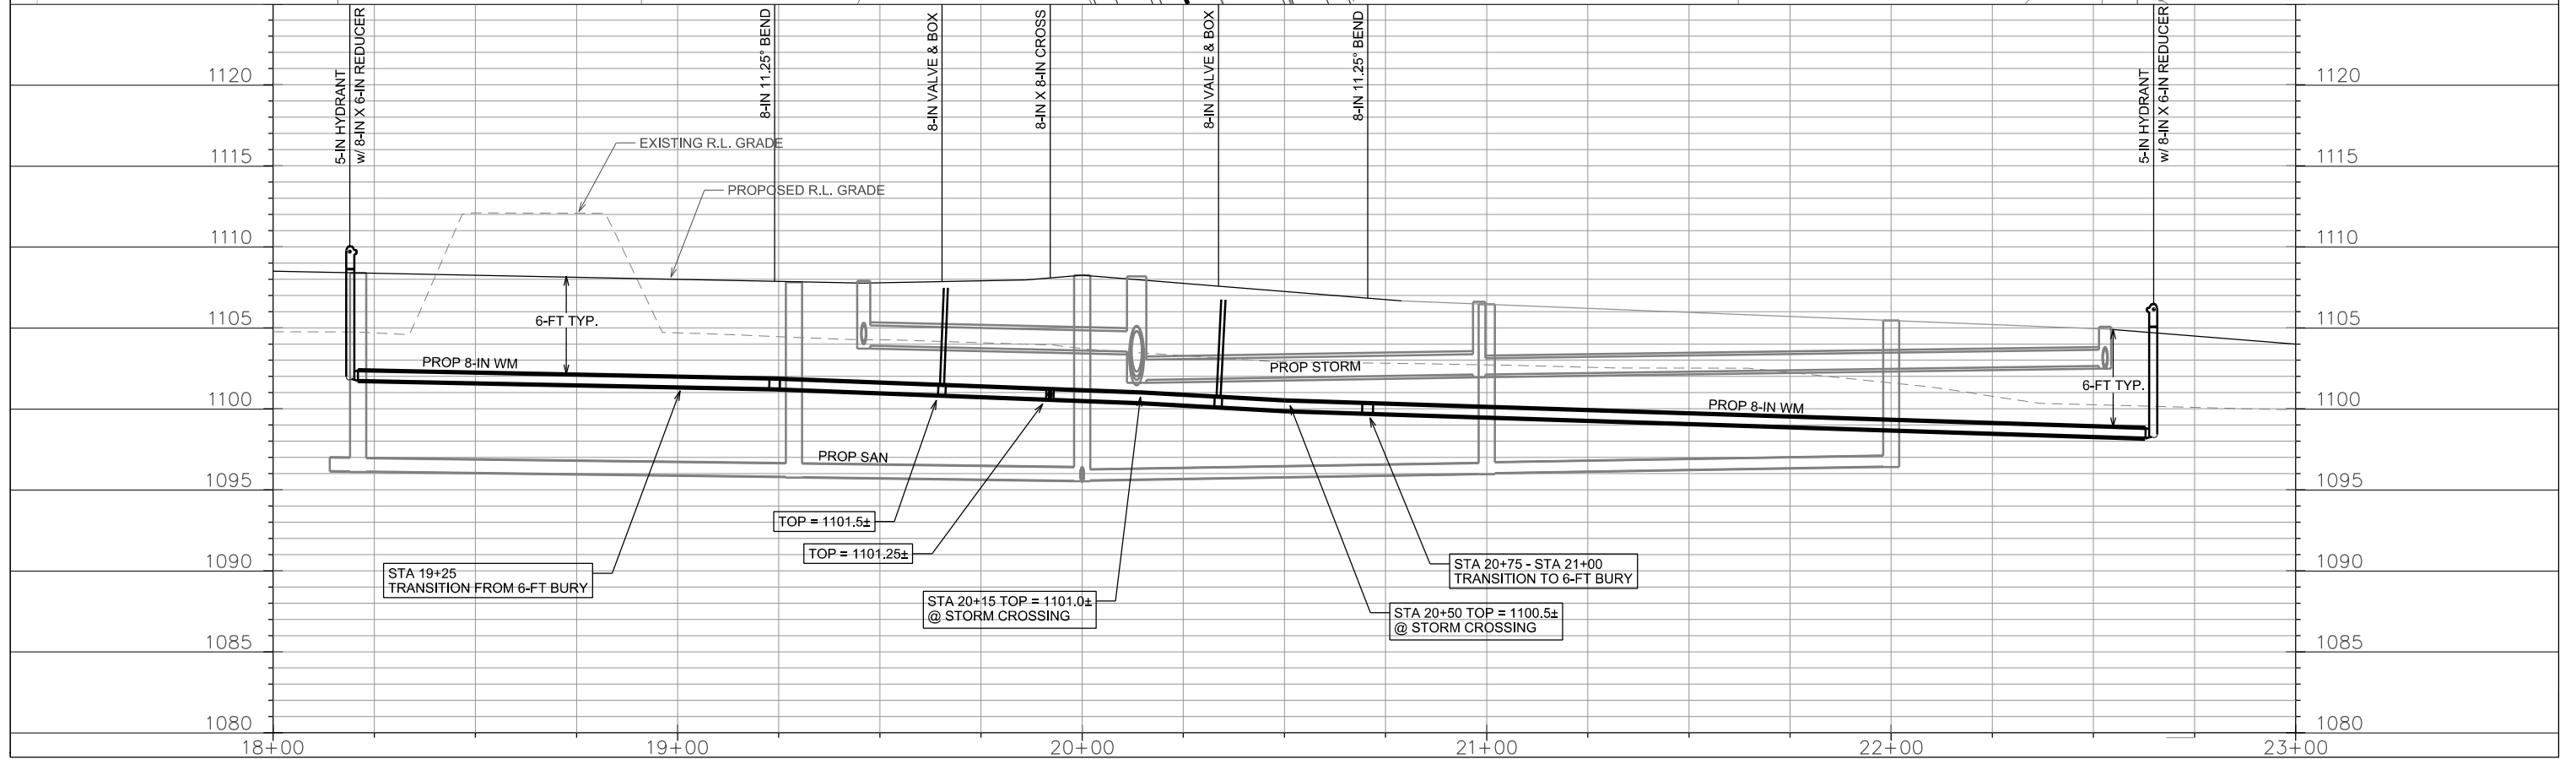 5-IN HYDRANT
w/ 8-IN X 6-IN REDUCER
8-IN 11.25° BEND
8-IN VALVE & BOX
8-IN X 8-IN CROSS
8-IN VALVE & BOX
8-IN 11.25° BEND
5-IN HYDRANT
w/ 8-IN X 6-IN REDUCER
1120 1120
EXISTING R.L. GRADE
1115 1115
PROPOSED R.L. GRADE
1110 1110
1105 1105
6-FT TYP.
PROP 8-IN WM
PROP STORM
6-FT TYP.
1100 1100
PROP 8-IN WM
PROP SAN
1095 1095
TOP = 1101.5±
TOP = 1101.25±
1090 1090
STA 19+25
TRANSITION FROM 6-FT BURY
STA 20+75 - STA 21+00
TRANSITION TO 6-FT BURY
STA 20+15 TOP = 1101.0±
@ STORM CROSSING
STA 20+50 TOP = 1100.5±
@ STORM CROSSING
1085 1085
1080 1080
18+00 19+00 20+00 21+00 22+00 23+00